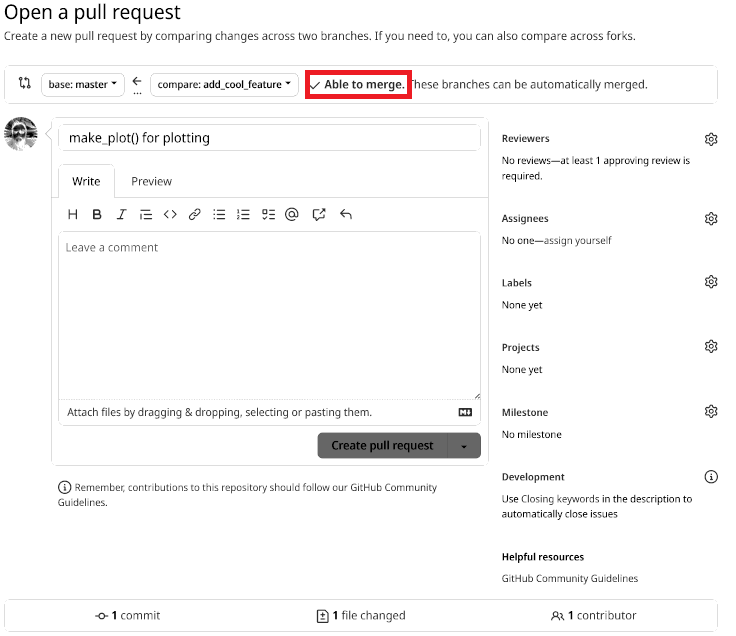 Open a pull request
Create a new pull request by comparing changes across two branches. If you need to, you can also compare across forks.
base: master
compare: add_cool_feature
Able to merge. These branches can be automatically merged.
make_plot() for plotting
Write
Preview
Leave a comment
Attach files by dragging & dropping, selecting or pasting them.
Create pull request
Remember, contributions to this repository should follow our GitHub Community
Guidelines.
Reviewers
No reviews—at least 1 approving review is
required.
Assignees
No one—assign yourself
Labels
None yet
Projects
None yet
Milestone
No milestone
Development
Use Closing keywords in the description to
automatically close issues
Helpful resources
GitHub Community Guidelines
1 commit
1 file changed
1 contributor